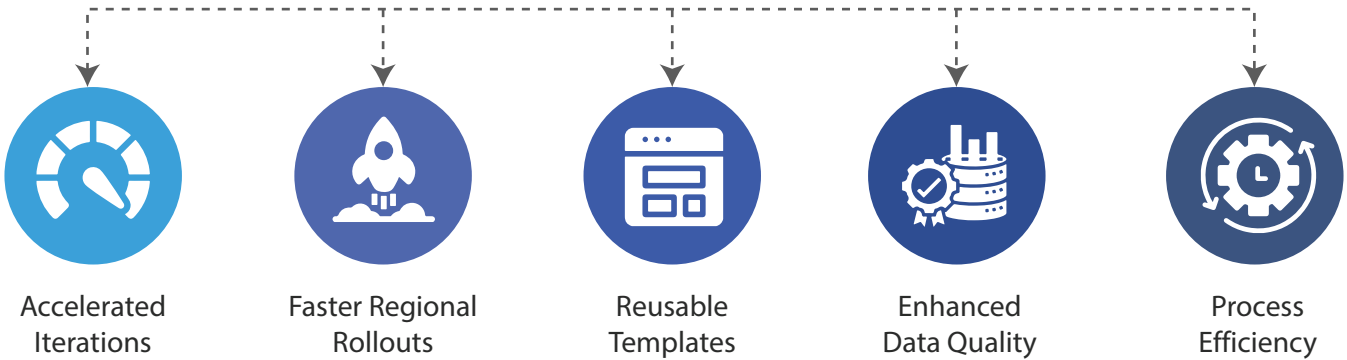 Accelerated
Iterations
Faster Regional
Rollouts
Reusable
Templates
Enhanced
Data Quality
Process
Efficiency